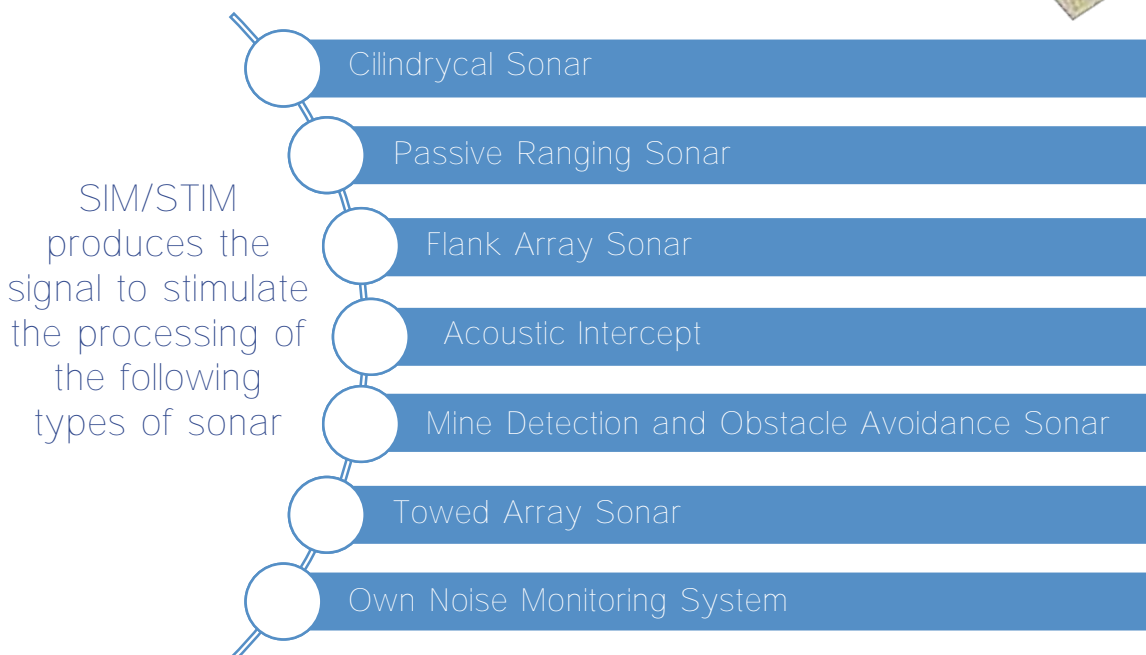 SIM/STIM
produces the
signal to stimulate
the processing of
the following
types of sonar
Cilindrycal Sonar
Passive Ranging Sonar
Flank Array Sonar
Acoustic Intercept
Mine Detection and Obstacle Avoidance Sonar
Towed Array Sonar
Own Noise Monitoring System